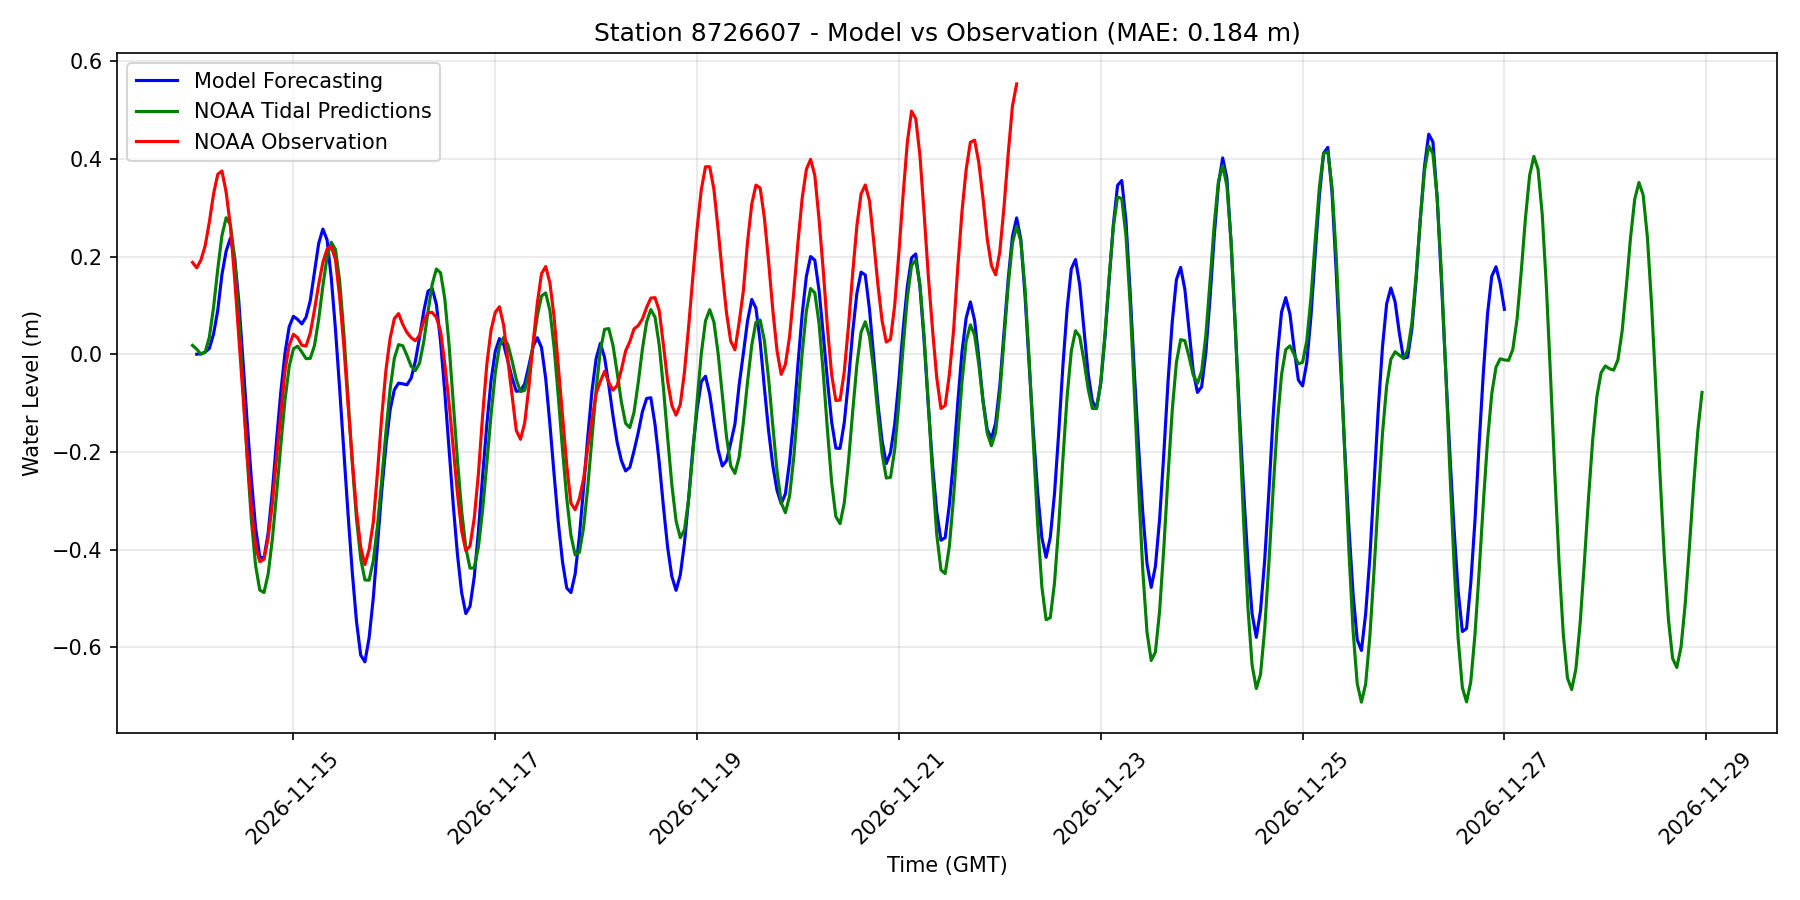 Station 8726607 - Model vs Observation (MAE: 0.184 m)
Model Forecasting
NOAA Tidal Predictions
NOAA Observation
0.6
0.4
0.2
0.0
−0.2
−0.4
−0.6
Water Level (m)
2026-11-15
2026-11-17
2026-11-19
2026-11-21
2026-11-23
2026-11-25
2026-11-27
2026-11-29
Time (GMT)